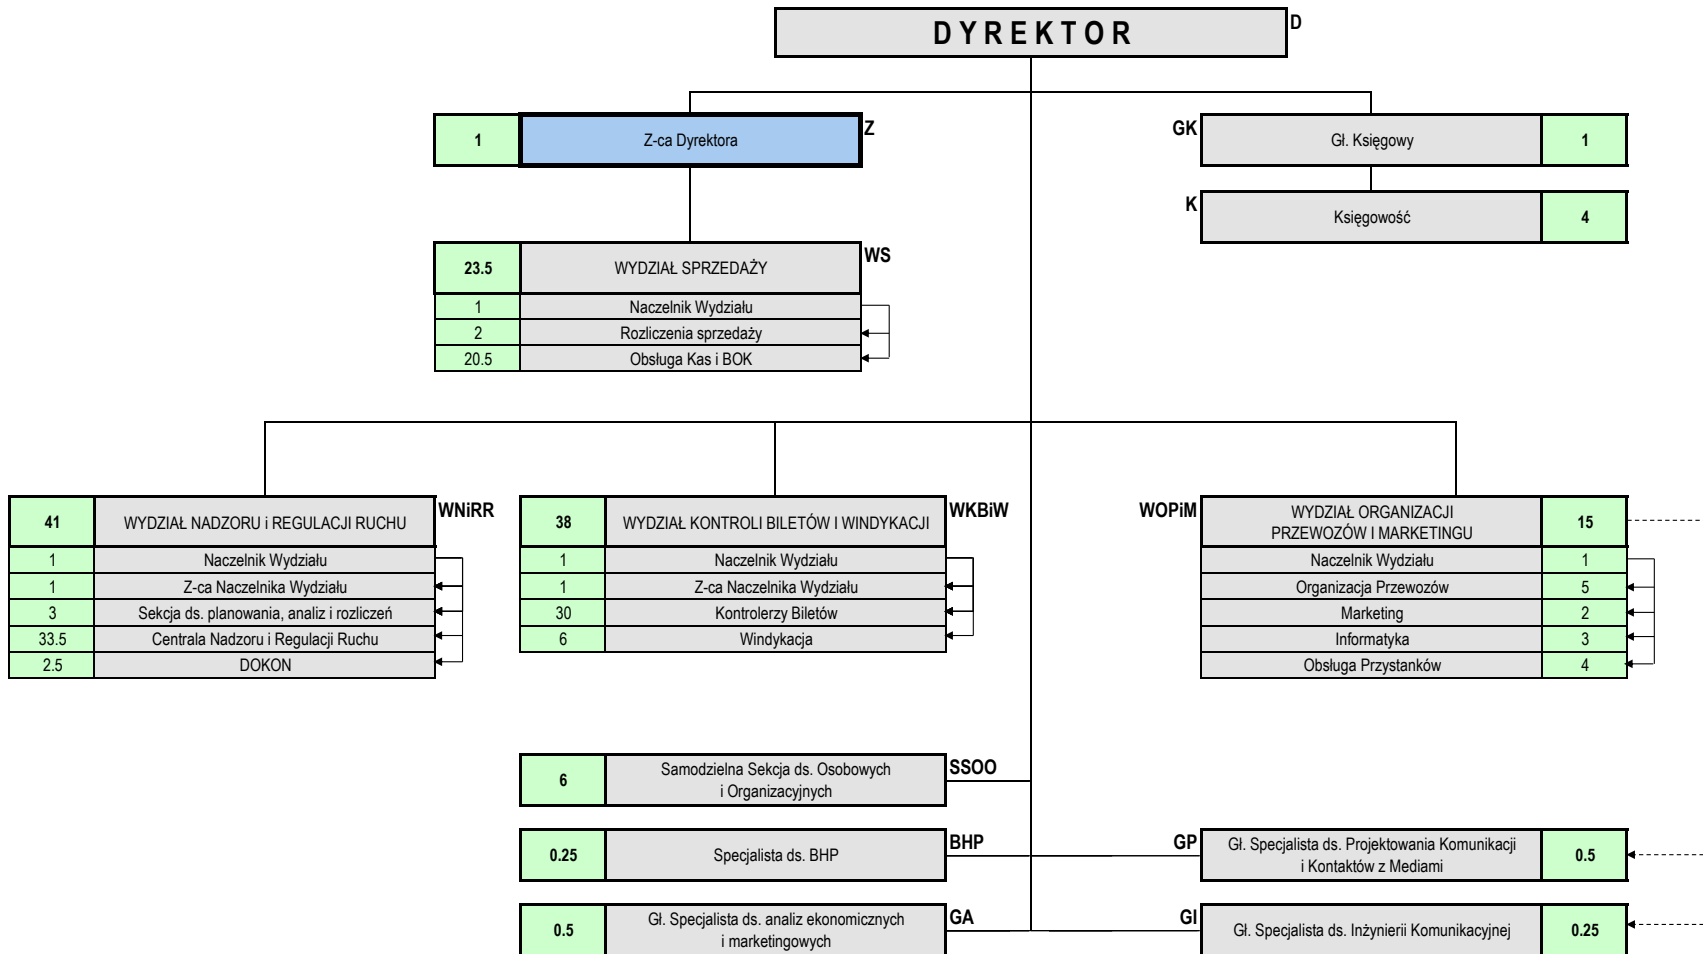 DYREKTOR D
1 Z-ca Dyrektora Z
GK Gł. Księgowy 1
K Księgowość 4
23.5 WYDZIAŁ SPRZEDAŻY WS
1 Naczelnik Wydziału
2 Rozliczenia sprzedaży
20.5 Obsługa Kas i BOK
41 WYDZIAŁ NADZORU i REGULACJI RUCHU WNiRR
1 Naczelnik Wydziału
1 Z-ca Naczelnika Wydziału
3 Sekcja ds. planowania, analiz i rozliczeń
33.5 Centrala Nadzoru i Regulacji Ruchu
2.5 DOKON
38 WYDZIAŁ KONTROLI BILETÓW I WINDYKACJI WKBiW
1 Naczelnik Wydziału
1 Z-ca Naczelnika Wydziału
30 Kontrolerzy Biletów
6 Windykacja
WOPiM WYDZIAŁ ORGANIZACJI
PRZEWOZÓW I MARKETINGU 15
Naczelnik Wydziału 1
Organizacja Przewozów 5
Marketing 2
Informatyka 3
Obsługa Przystanków 4
6 Samodzielna Sekcja ds. Osobowych SSOO
i Organizacyjnych
0.25 Specjalista ds. BHP BHP
GP Gł. Specjalista ds. Projektowania Komunikacji
i Kontaktów z Mediami 0.5
0.5 Gł. Specjalista ds. analiz ekonomicznych GA
i marketingowych
GI Gł. Specjalista ds. Inżynierii Komunikacyjnej 0.25